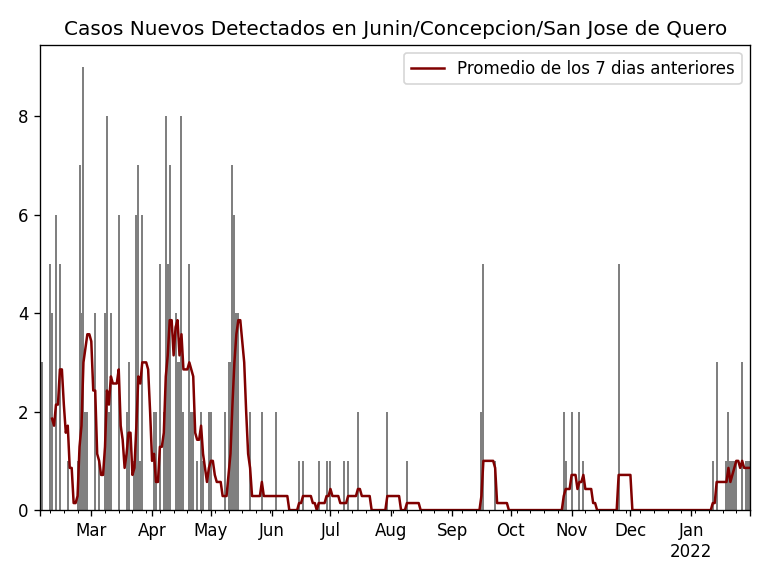 Casos Nuevos Detectados en Junin/Concepcion/San Jose de Quero
Promedio de los 7 dias anteriores
8
6
4
2
0
Mar Apr May Jun Jul Aug Sep Oct Nov Dec Jan
2022